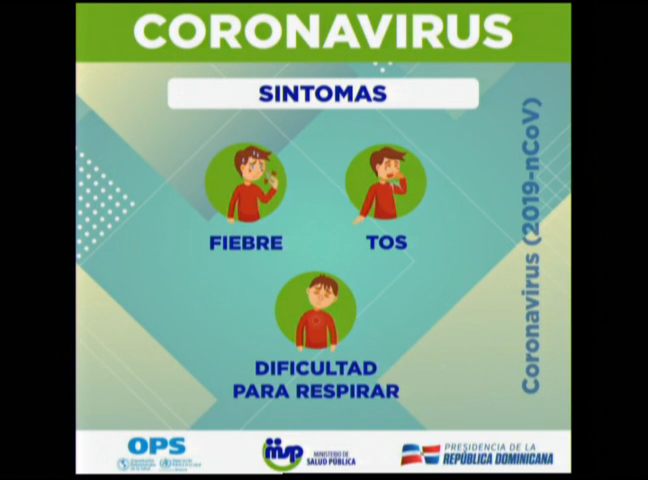 CORONAVIRUS
SINTOMAS
FIEBRE
TOS
DIFICULTAD
PARA RESPIRAR
Coronavirus (2019-nCoV)
OPS
msp
MINISTERIO DE
SALUD PÚBLICA
PRESIDENCIA DE LA
REPÚBLICA DOMINICANA